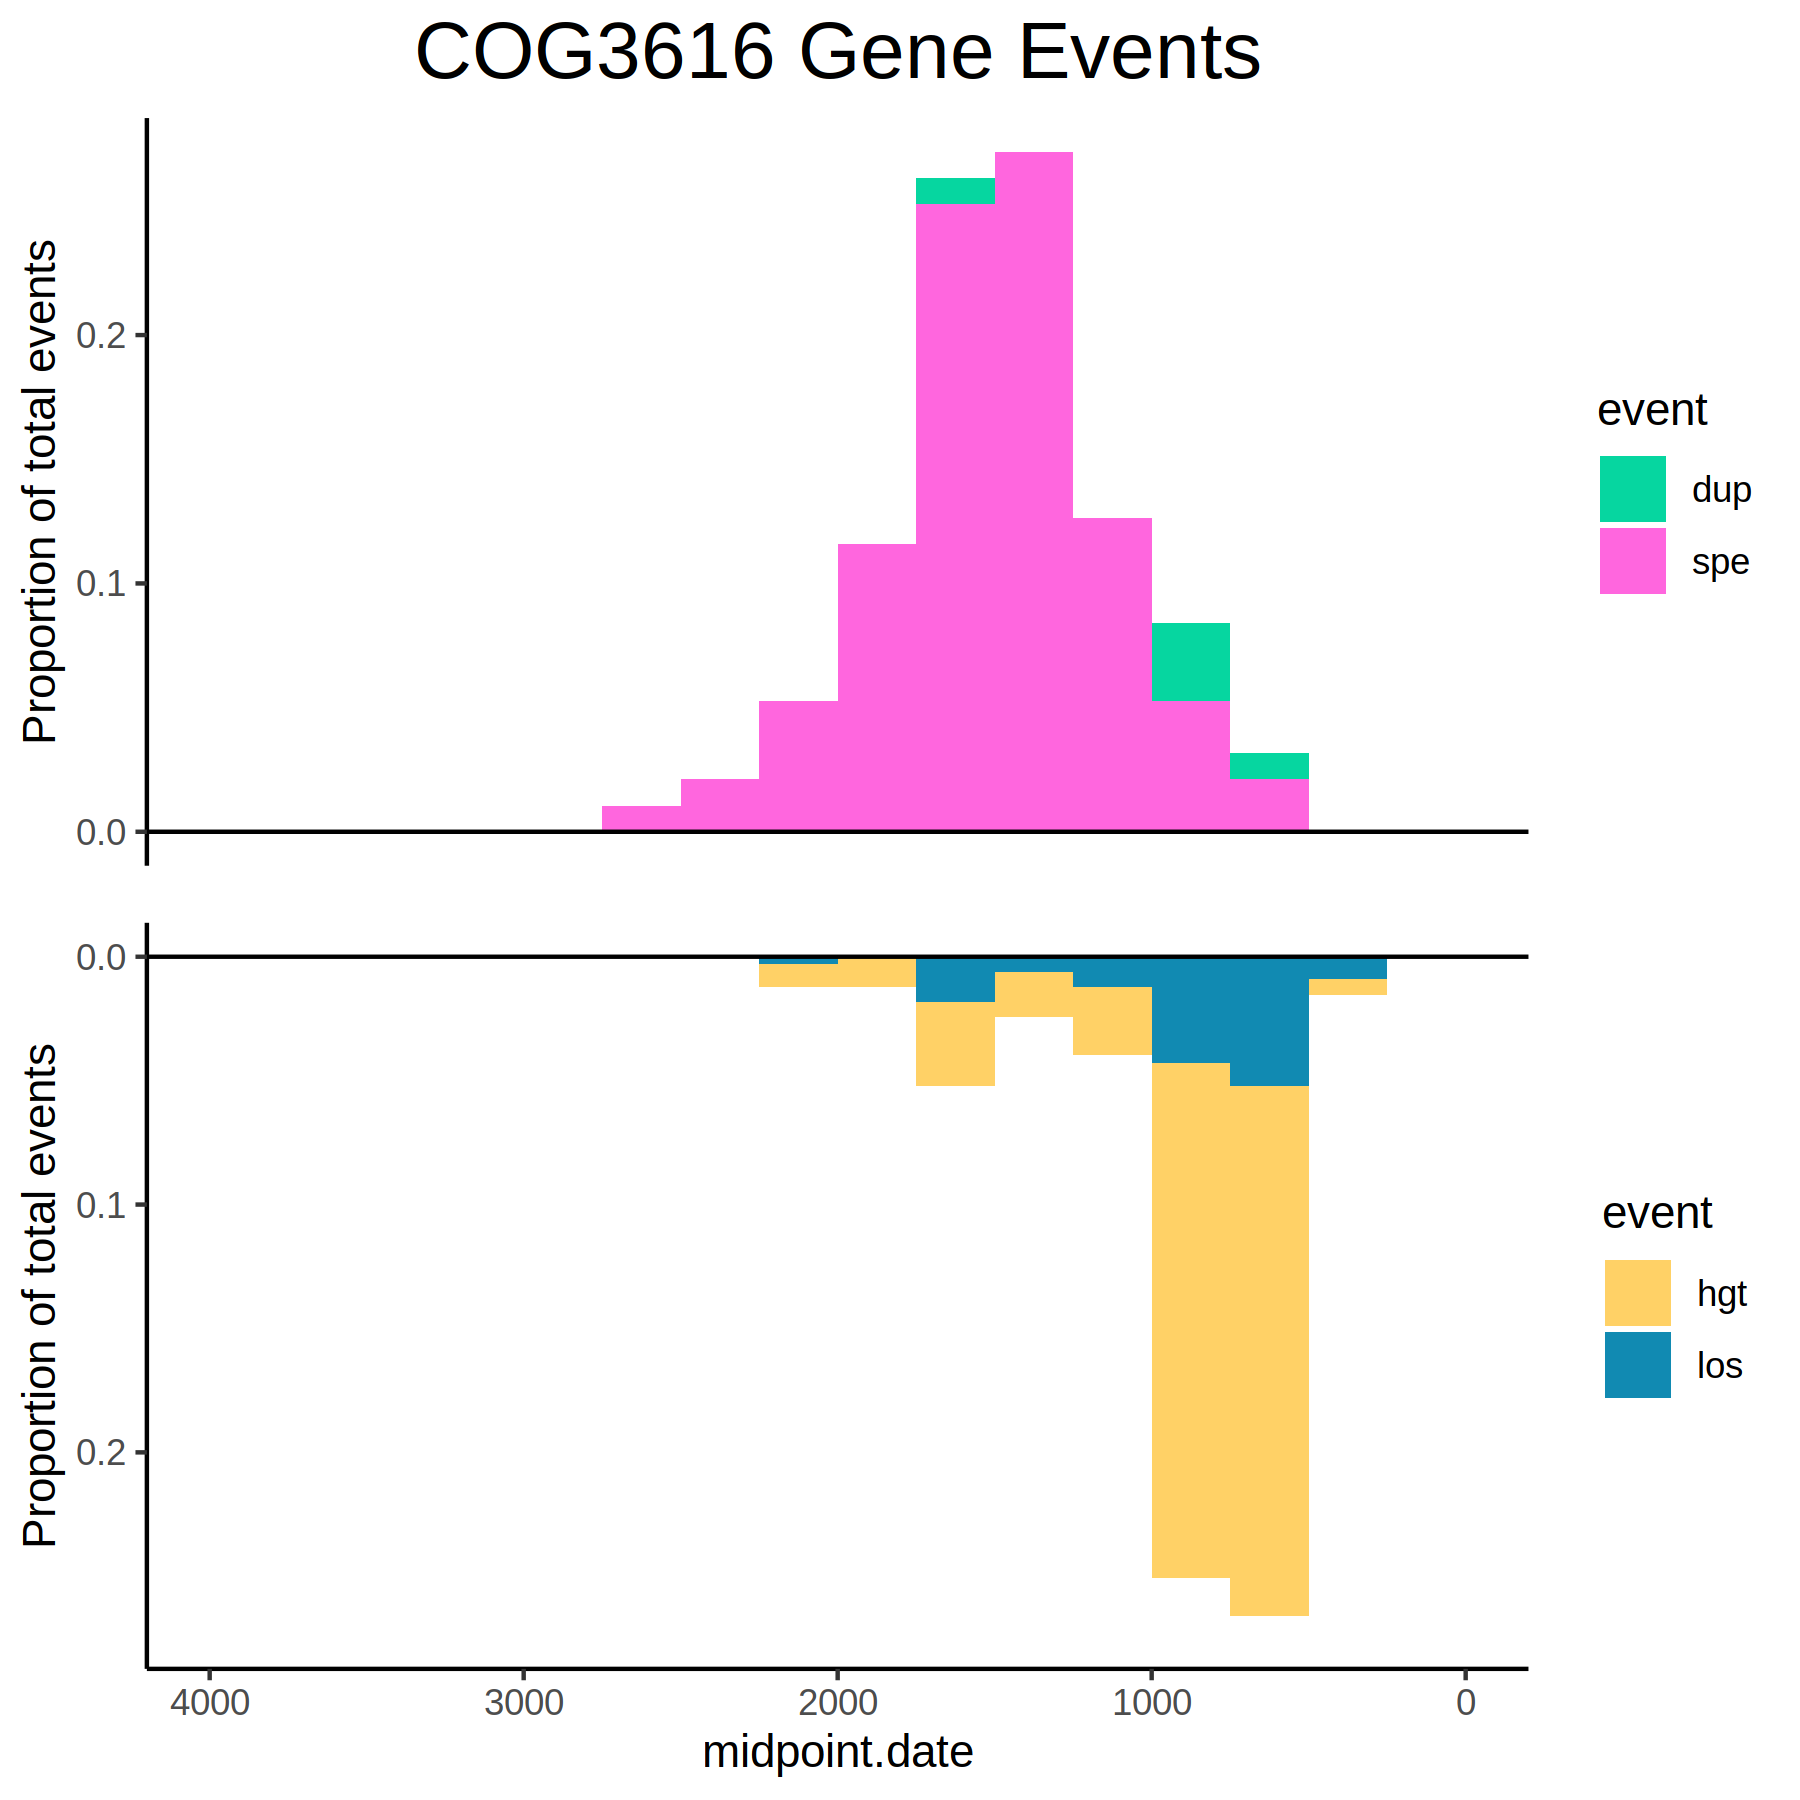 COG3616 Gene Events
Proportion of total events
0.2
0.1
0.0
event
dup
spe
Proportion of total events
0.0
0.1
0.2
event
hgt
los
4000 3000 2000 1000 0
midpoint.date